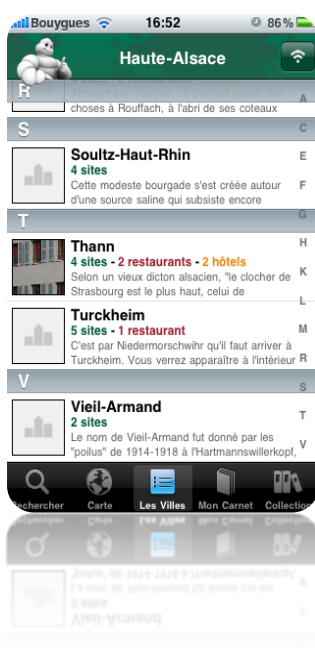 Bouygues 16:52 86 %
Haute-Alsace
R
choses à Rouffach, à l'abri de ses coteaux
A
S
C
Soultz-Haut-Rhin
4 sites
Cette modeste bourgade s'est créée autour
d'une source saline qui subsiste encore
E
F
T
G
Thann
4 sites - 2 restaurants - 2 hôtels
Selon un vieux dicton alsacien, "le clocher de
Strasbourg est le plus haut, celui de
H
K
L
Turckheim
5 sites - 1 restaurant
C'est par Niedermorschwihr qu'il faut arriver à
Turckheim. Vous verrez apparaître à l'intérieur
M
R
V
S
Vieil-Armand
2 sites
Le nom de Vieil-Armand fut donné par les
"poilus" de 1914-1918 à l'Hartmannswillerkopf,
T
V
echercher Carte Les Villes Mon Carnet Collection